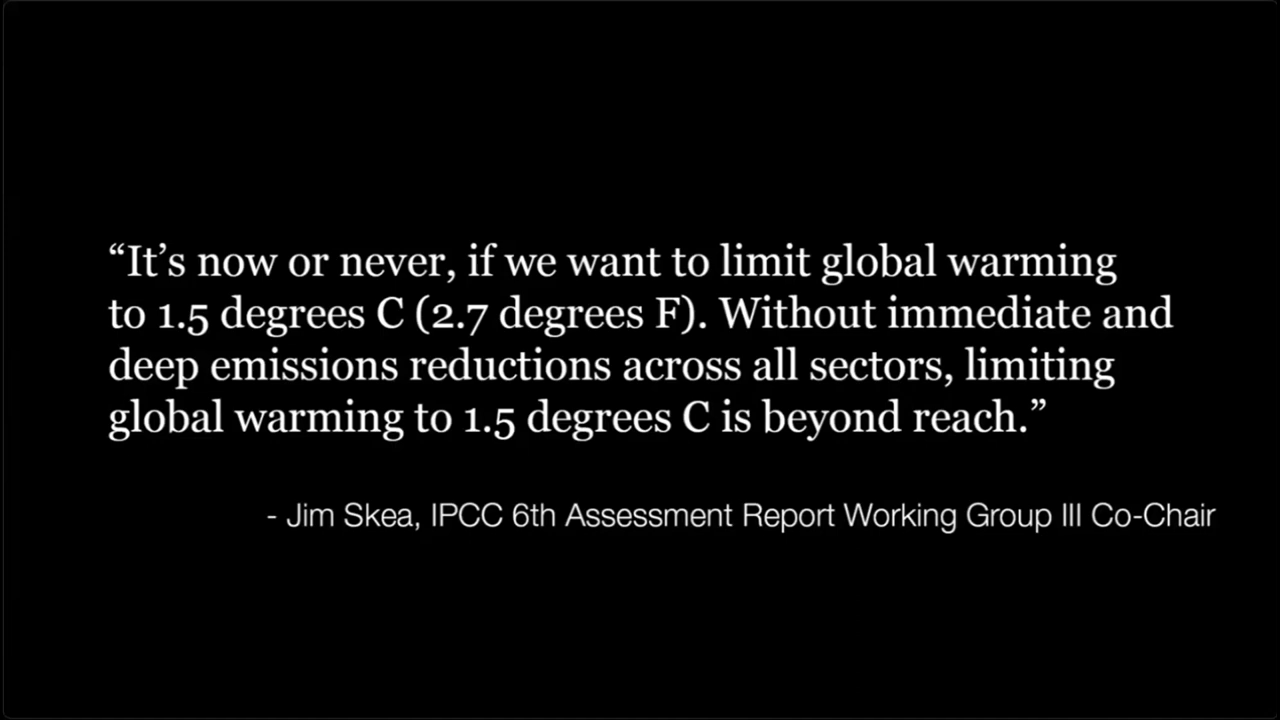 “It’s now or never, if we want to limit global warming
to 1.5 degrees C (2.7 degrees F). Without immediate and
deep emissions reductions across all sectors, limiting
global warming to 1.5 degrees C is beyond reach.”
- Jim Skea, IPCC 6th Assessment Report Working Group III Co-Chair